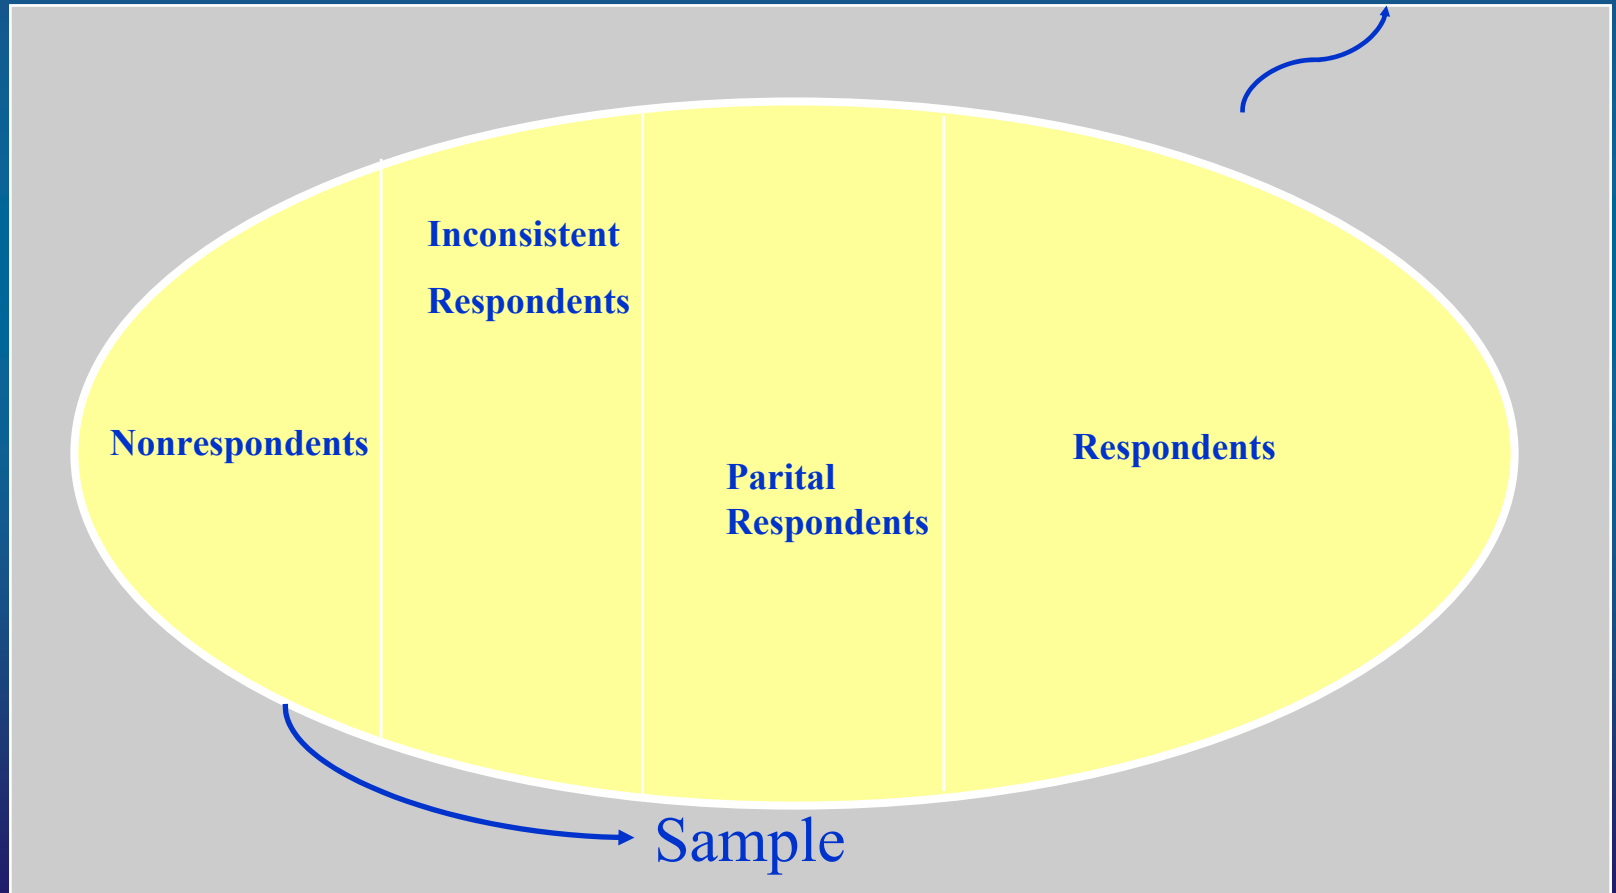 Inconsistent
Respondents
Nonrespondents
Parital
Respondents
Respondents
Sample